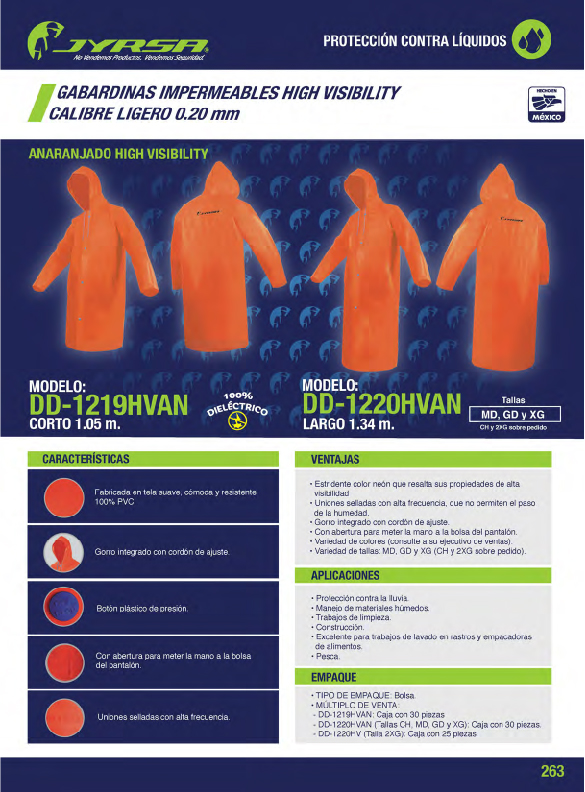 JYRSA®
No Vendemos Productos, Vendemos Seguridad.
PROTECCIÓN CONTRA LÍQUIDOS
GABARDINAS IMPERMEABLES HIGH VISIBILITY
CALIBRE LIGERO 0.20 mm
HECHO EN
MÉXICO
ANARANJADO HIGH VISIBILITY
MODELO:
DD-1219HVAN
CORTO 1.05 m.
100%
DIELÉCTRICO
MODELO:
DD-1220HVAN
LARGO 1.34 m.
Tallas
MD, GD y XG
CH y 2XG sobre pedido
CARACTERÍSTICAS
Fabricada en tela suave, cómoca y resistente
100% PVC
Gorro integrado con cordón de ajuste.
Botón plástico de presión.
Con abertura para meter la mano a la bolsa
del pantalón.
Uniones selladas con alta frecuencia.
VENTAJAS
• Estridente color neón que resalta sus propiedades de alta
visibilidad
• Uniones selladas con alta frecuencia, que no permiten el paso
de la humedad.
• Gorro integrado con cordón de ajuste.
• Con abertura para meter la mano a la bolsa del pantalón.
• Variedad de colores (consulte a su ejecutivo de ventas).
• Variedad de tallas: MD, GD y XG (CH y 2XG sobre pedido).
APLICACIONES
• Protección contra la lluvia.
• Manejo de materiales húmedos.
• Trabajos de limpieza.
• Construcción.
• Excelente para trabajos de lavado en rastros y empacadoras
de alimentos.
• Pesca.
EMPAQUE
• TIPO DE EMPAQUE: Bolsa.
• MÚLTIPLO DE VENTA:
- DD-1219HVAN: Caja con 30 piezas
- DD-1220HVAN (Tallas CH, MD, GD y XG): Caja con 30 piezas.
- DD-1220HV (Talla 2XG): Caja con 25 piezas
263